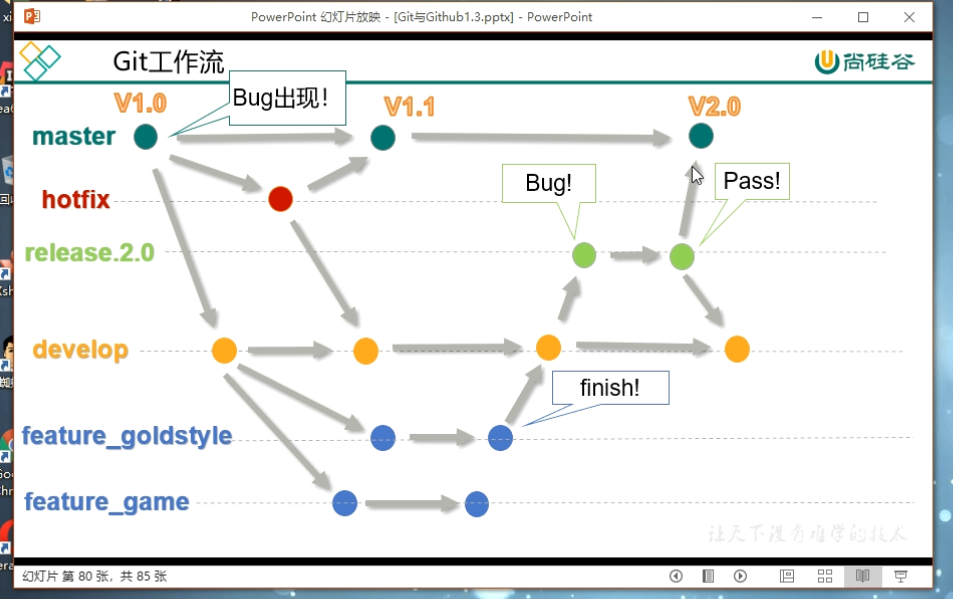 PowerPoint 幻灯片放映 - [Git与Github1.3.pptx] - PowerPoint
Git工作流
尚硅谷
V1.0
Bug出现!
V1.1
V2.0
master
Bug!
Pass!
hotfix
release.2.0
develop
finish!
feature_goldstyle
feature_game
让天下没有难学的技术
幻灯片 第 80 张，共 85 张